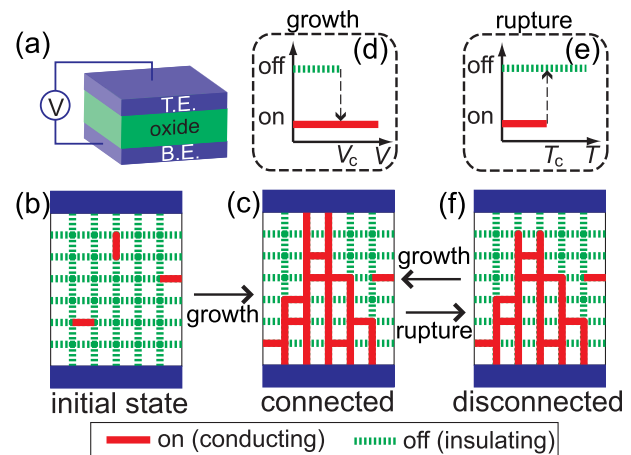 growth
rupture
(a)
V
T.E.
oxide
B.E.
(d)
off
on
V_c V
(e)
off
on
T_c T
(b)
(c)
(f)
growth
growth
rupture
initial state
connected
disconnected
on (conducting)
off (insulating)